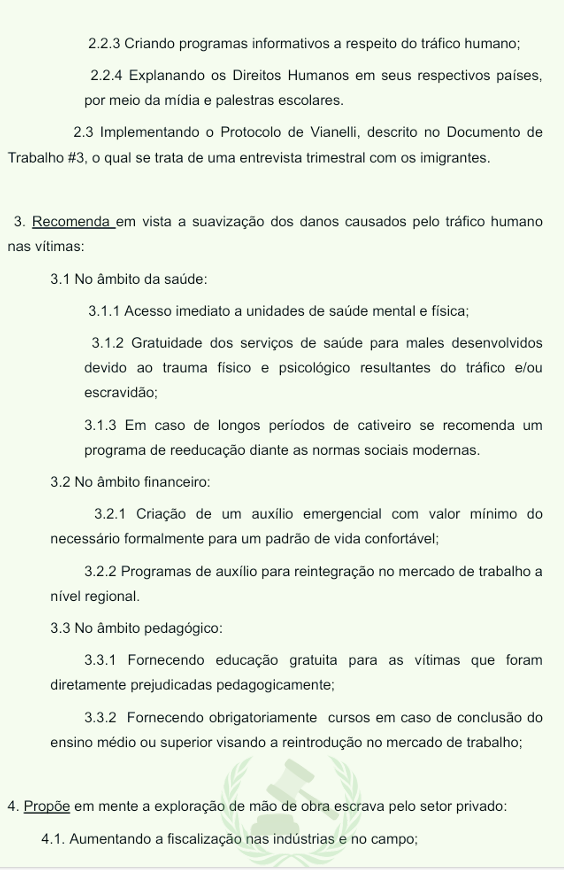 2.2.3 Criando programas informativos a respeito do tráfico humano;
2.2.4 Explanando os Direitos Humanos em seus respectivos países,
por meio da mídia e palestras escolares.
2.3 Implementando o Protocolo de Vianelli, descrito no Documento de
Trabalho #3, o qual se trata de uma entrevista trimestral com os imigrantes.
3. Recomenda em vista a suavização dos danos causados pelo tráfico humano
nas vítimas:
3.1 No âmbito da saúde:
3.1.1 Acesso imediato a unidades de saúde mental e física;
3.1.2 Gratuidade dos serviços de saúde para males desenvolvidos
devido ao trauma físico e psicológico resultantes do tráfico e/ou
escravidão;
3.1.3 Em caso de longos períodos de cativeiro se recomenda um
programa de reeducação diante as normas sociais modernas.
3.2 No âmbito financeiro:
3.2.1 Criação de um auxílio emergencial com valor mínimo do
necessário formalmente para um padrão de vida confortável;
3.2.2 Programas de auxílio para reintegração no mercado de trabalho a
nível regional.
3.3 No âmbito pedagógico:
3.3.1 Fornecendo educação gratuita para as vítimas que foram
diretamente prejudicadas pedagogicamente;
3.3.2 Fornecendo obrigatoriamente cursos em caso de conclusão do
ensino médio ou superior visando a reintrodução no mercado de trabalho;
4. Propõe em mente a exploração de mão de obra escrava pelo setor privado:
4.1. Aumentando a fiscalização nas indústrias e no campo;